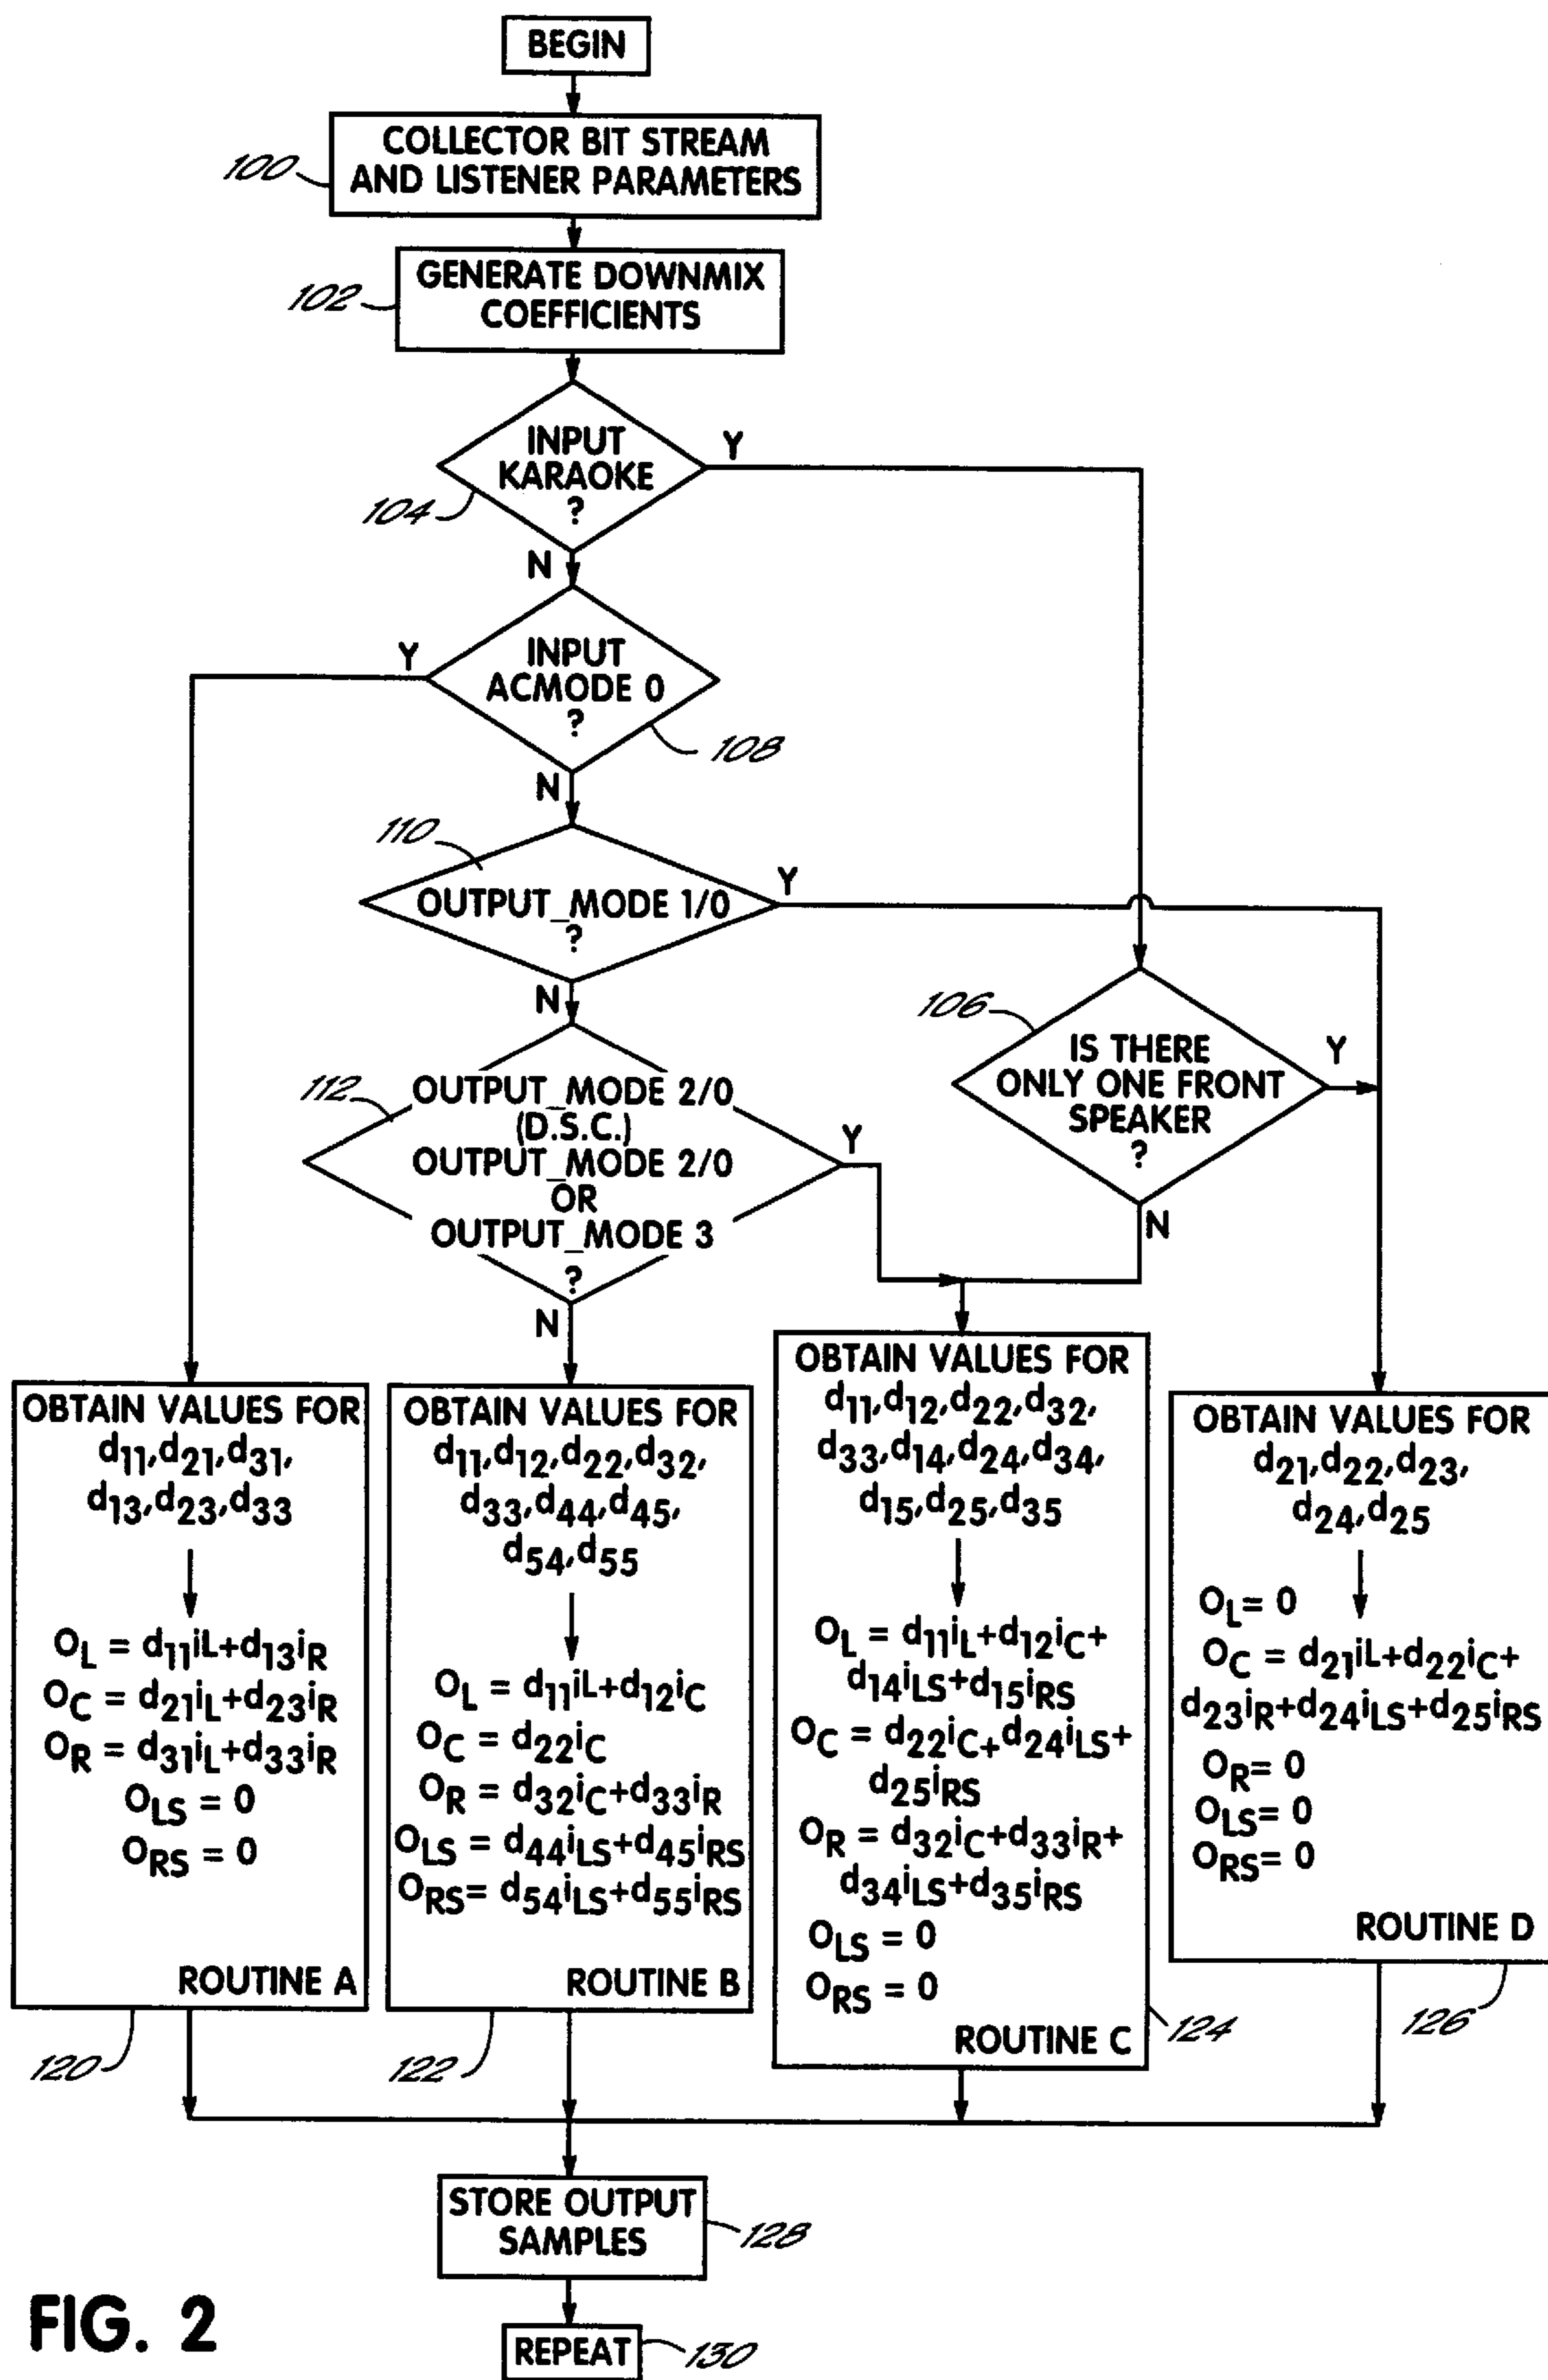 BEGIN
COLLECTOR BIT STREAM
AND LISTENER PARAMETERS
100
GENERATE DOWNMIX
COEFFICIENTS
102
INPUT
KARAOKE
?
Y
104
N
INPUT
ACMODE 0
?
Y
108
N
110
OUTPUT_MODE 1/0
?
Y
N
106
IS THERE
ONLY ONE FRONT
SPEAKER
?
Y
N
112
OUTPUT_MODE 2/0
(D.S.C.)
OUTPUT_MODE 2/0
OR
OUTPUT_MODE 3
?
Y
N
OBTAIN VALUES FOR
d11,d21,d31,
d13,d23,d33
OL = d11iL+d13iR
OC = d21iL+d23iR
OR = d31iL+d33iR
OLS = 0
ORS = 0
ROUTINE A
120
OBTAIN VALUES FOR
d11,d12,d22,d32,
d33,d44,d45,
d54,d55
OL = d11iL+d12iC
OC = d22iC
OR = d32iC+d33iR
OLS = d44iLS+d45iRS
ORS= d54iLS+d55iRS
ROUTINE B
122
OBTAIN VALUES FOR
d11,d12,d22,d32,
d33,d14,d24,d34,
d15,d25,d35
OL = d11iL+d12iC+
d14iLS+d15iRS
OC = d22iC+d24iLS+
d25iRS
OR = d32iC+d33iR+
d34iLS+d35iRS
OLS = 0
ORS = 0
ROUTINE C
124
OBTAIN VALUES FOR
d21,d22,d23,
d24,d25
OL= 0
OC = d21iL+d22iC+
d23iR+d24iLS+d25iRS
OR= 0
OLS= 0
ORS= 0
ROUTINE D
126
STORE OUTPUT
SAMPLES
128
REPEAT
130
FIG. 2